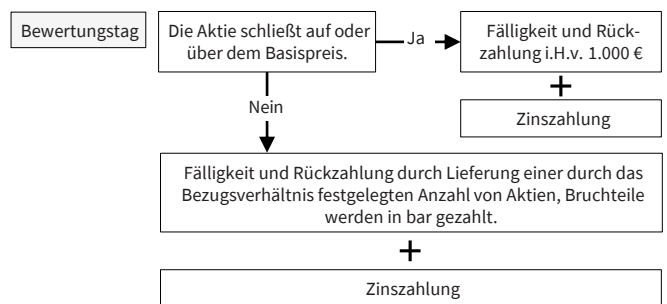 Bewertungstag
Die Aktie schließt auf oder
über dem Basispreis.
Ja
Fälligkeit und Rück-
zahlung i.H.v. 1.000 €
+
Zinszahlung
Nein
Fälligkeit und Rückzahlung durch Lieferung einer durch das
Bezugsverhältnis festgelegten Anzahl von Aktien, Bruchteile
werden in bar gezahlt.
+
Zinszahlung